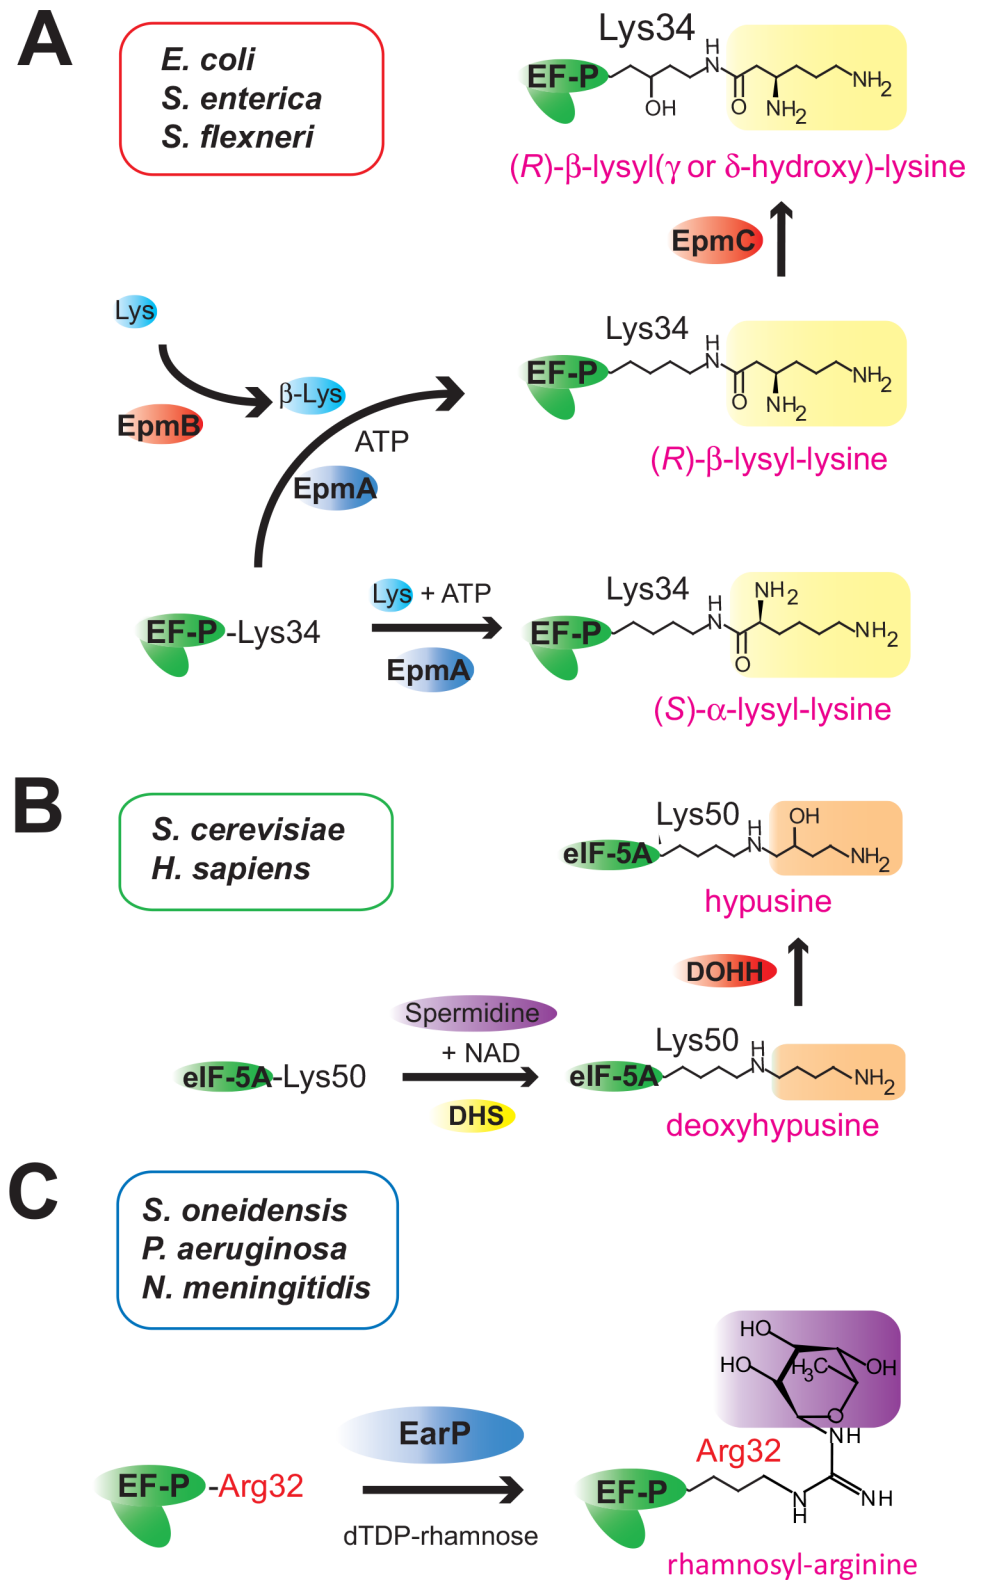 A
E. coli
S. enterica
S. flexneri
Lys34
EF-P
H
N
OH
O
NH2
NH2
(R)-β-lysyl(γ or δ-hydroxy)-lysine
EpmC
Lys
β-Lys
EpmB
ATP
EpmA
Lys34
EF-P
H
N
O
NH2
NH2
(R)-β-lysyl-lysine
EF-P -Lys34
Lys + ATP
EpmA
Lys34
EF-P
H
N
O
NH2
NH2
(S)-α-lysyl-lysine
B
S. cerevisiae
H. sapiens
Lys50
eIF-5A
H
N
OH
NH2
hypusine
DOHH
Spermidine
+ NAD
eIF-5A-Lys50
DHS
Lys50
eIF-5A
H
N
NH2
deoxyhypusine
C
S. oneidensis
P. aeruginosa
N. meningitidis
EarP
EF-P -Arg32
dTDP-rhamnose
HO
HO
H3C
OH
O
NH
Arg32
EF-P
N
H
NH
rhamnosyl-arginine